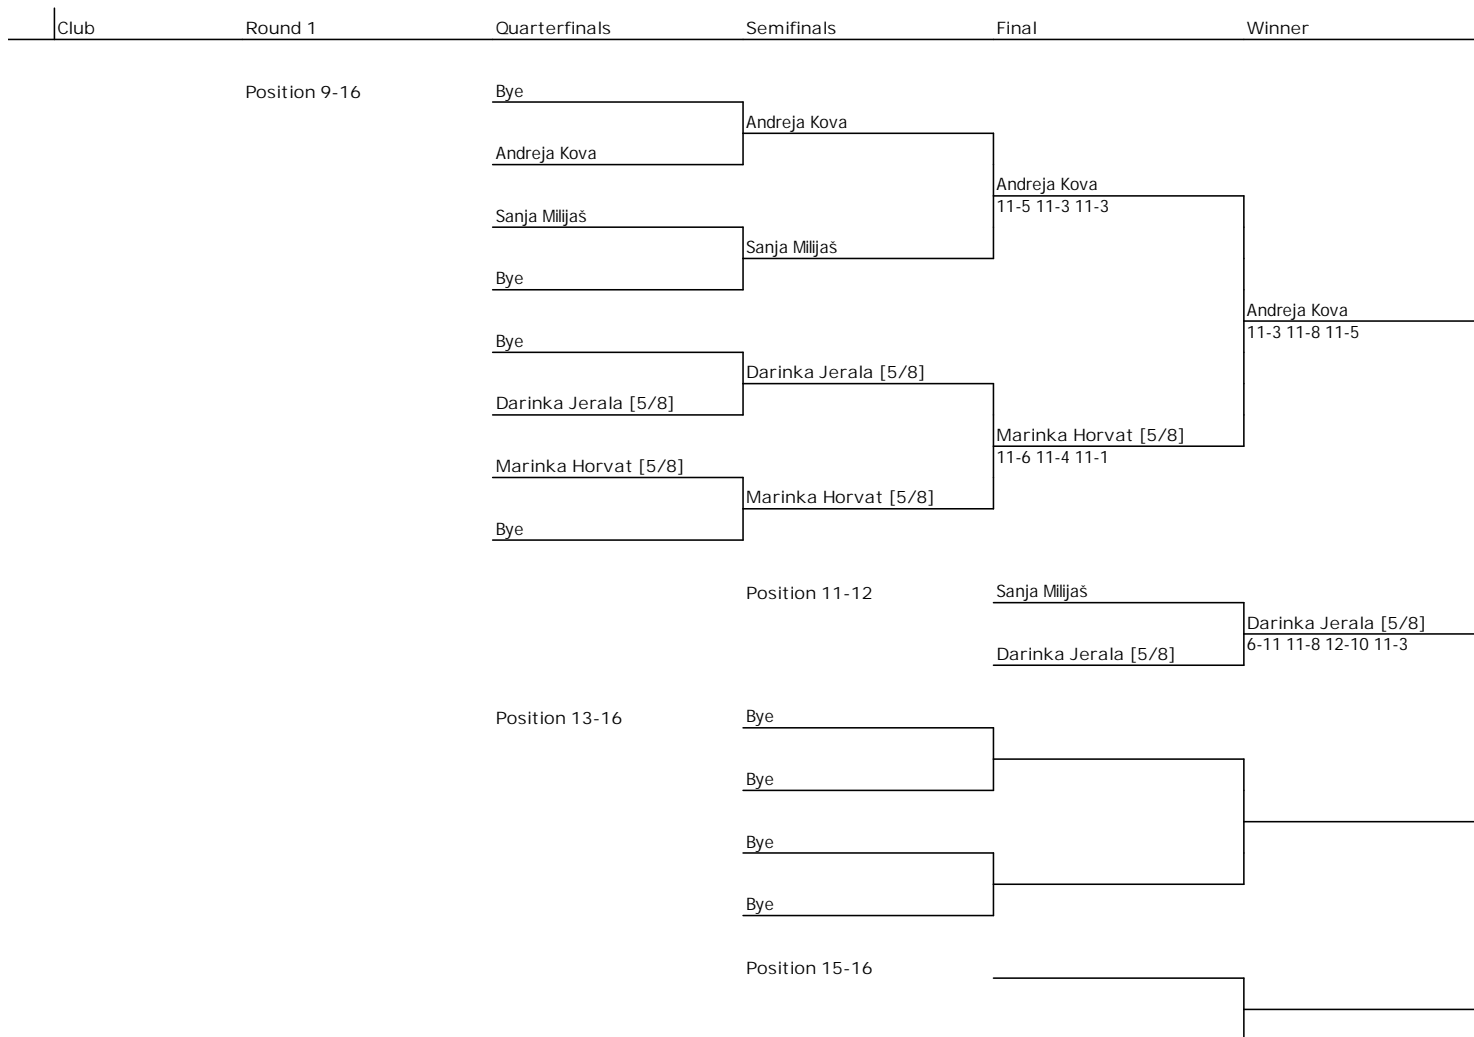 Club Round 1 Quarterfinals Semifinals Final Winner
Position 9-16 Bye
Andreja Kova
Andreja Kova
Andreja Kova
11-5 11-3 11-3
Sanja Milijaš
Sanja Milijaš
Bye
Andreja Kova
11-3 11-8 11-5
Bye
Darinka Jerala [5/8]
Darinka Jerala [5/8]
Marinka Horvat [5/8]
11-6 11-4 11-1
Marinka Horvat [5/8]
Marinka Horvat [5/8]
Bye
Position 11-12 Sanja Milijaš
Darinka Jerala [5/8]
6-11 11-8 12-10 11-3
Darinka Jerala [5/8]
Position 13-16 Bye
Bye
Bye
Bye
Position 15-16